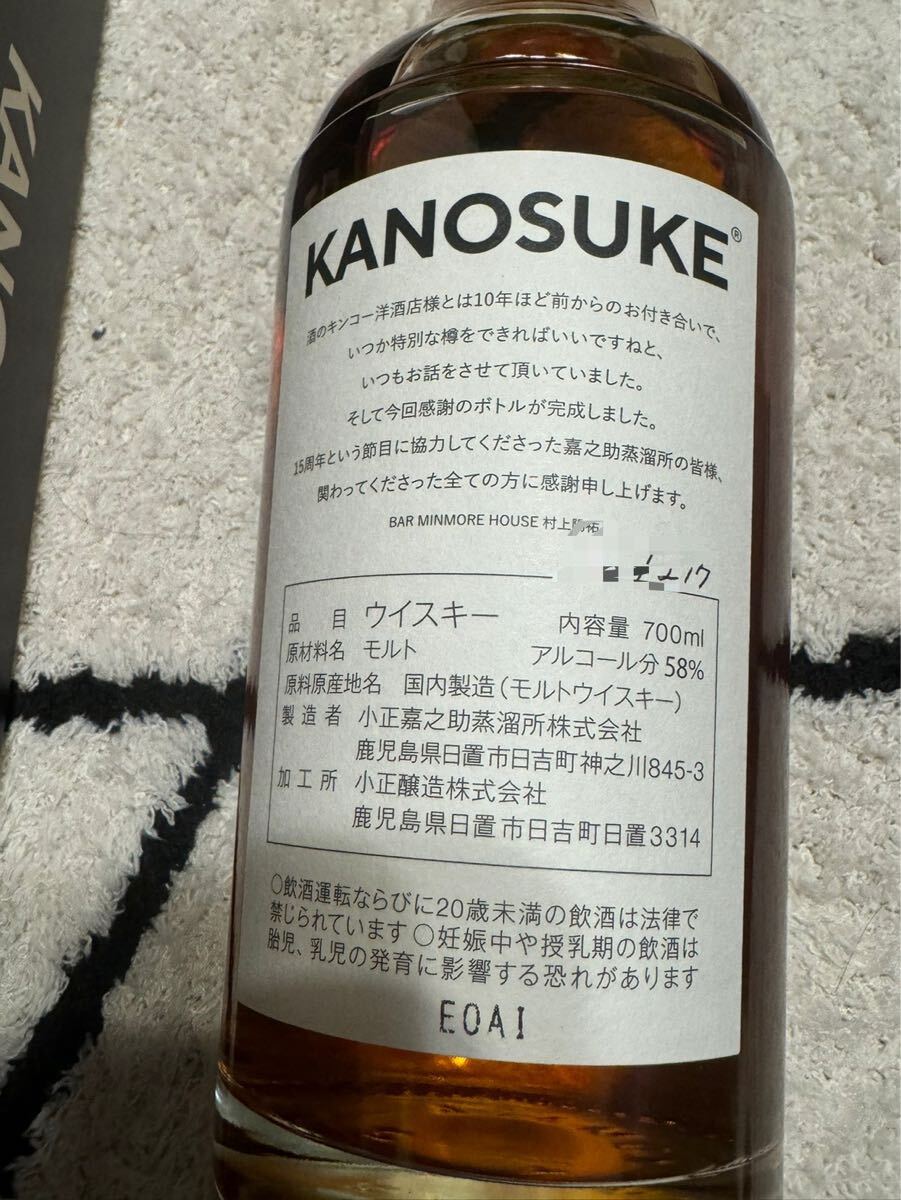 KANOSUKE®
酒のキンコー洋酒店様とは10年ほど前からのお付き合いで、
いつか特別な樽をできればいいですねと、
いつもお話をさせて頂いていました。
そして今回感謝のボトルが完成しました。
15周年という節目に協力してくださった嘉之助蒸溜所の皆様、
関わってくださった全ての方に感謝申し上げます。
BAR MINMORE HOUSE 村上
217
品目 ウイスキー 内容量 700ml
原材料名 モルト アルコール分 58%
原料原産地名 国内製造(モルトウイスキー)
製造者 小正嘉之助蒸溜所株式会社
鹿児島県日置市日吉町神之川845-3
加工所 小正醸造株式会社
鹿児島県日置市日吉町日置3314
○飲酒運転ならびに20歳未満の飲酒は法律で
禁じられています ○妊娠中や授乳期の飲酒は
胎児、乳児の発育に影響する恐れがあります
EOAI
KANO